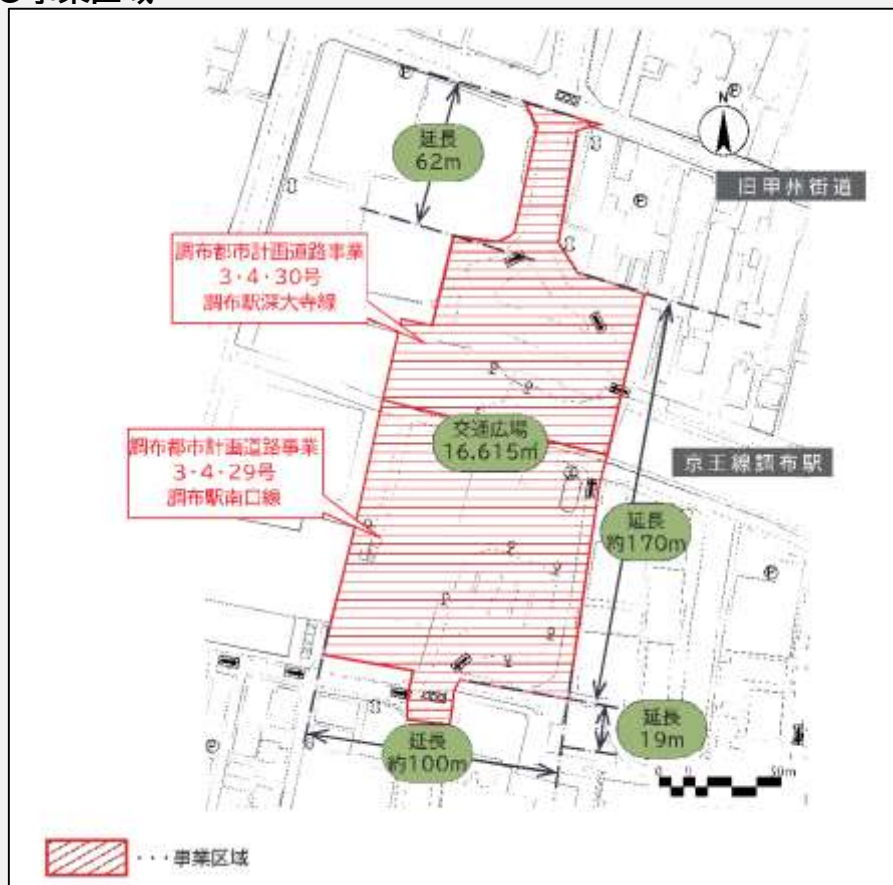 事業区域
N
延長
62m
旧甲州街道
調布都市計画道路事業
3・4・30号
調布駅深大寺線
交通広場
16,615㎡
調布都市計画道路事業
3・4・29号
調布駅南口線
京王線調布駅
延長
約170m
延長
19m
延長
約100m
0
50m
・・・事業区域